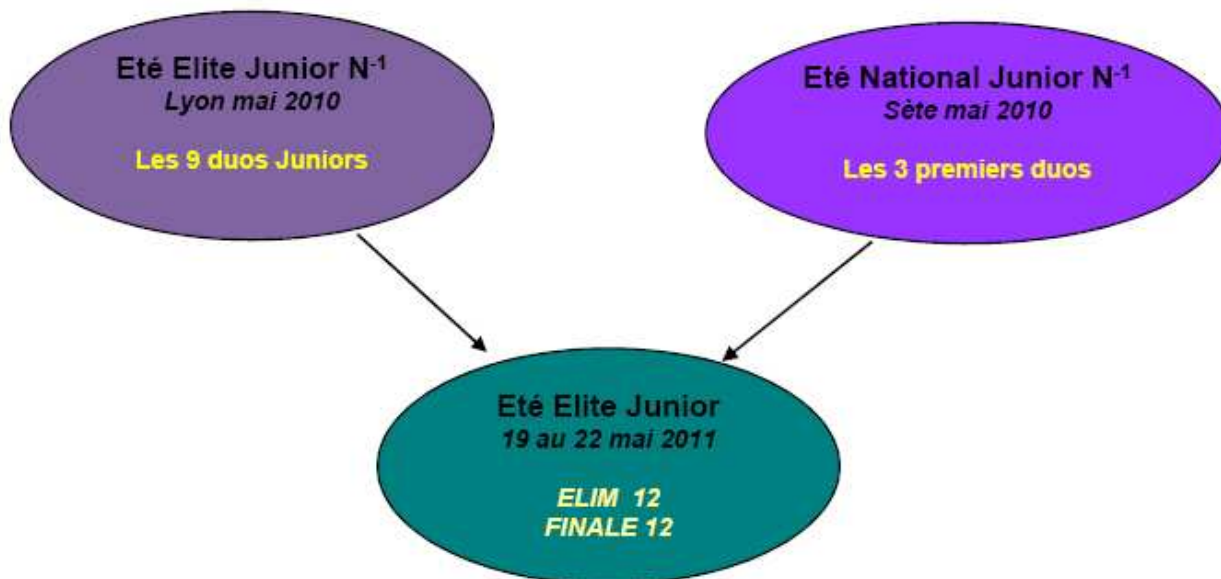 Eté Elite Junior N⁻¹
Lyon mai 2010
Les 9 duos Juniors
Eté National Junior N⁻¹
Sète mai 2010
Les 3 premiers duos
Eté Elite Junior
19 au 22 mai 2011
ELIM 12
FINALE 12